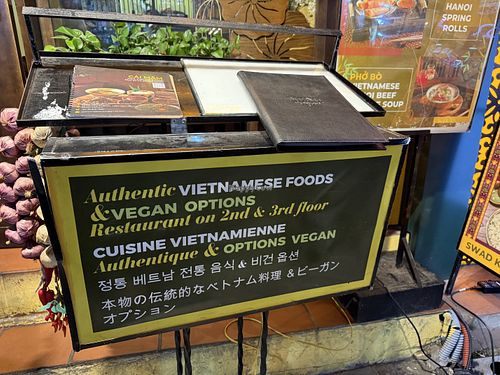 HANOI
SPRING
ROLLS
PHỞ BÒ
VIETNAMESE
Authentic VIETNAMESE FOODS
& VEGAN OPTIONS
Restaurant on 2nd & 3rd floor
CUISINE VIETNAMIENNE
Authentique & OPTIONS VEGAN
정통 베트남 전통 음식 & 비건 옵션
本物の伝統的なベトナム料理 & ビーガン
オプション